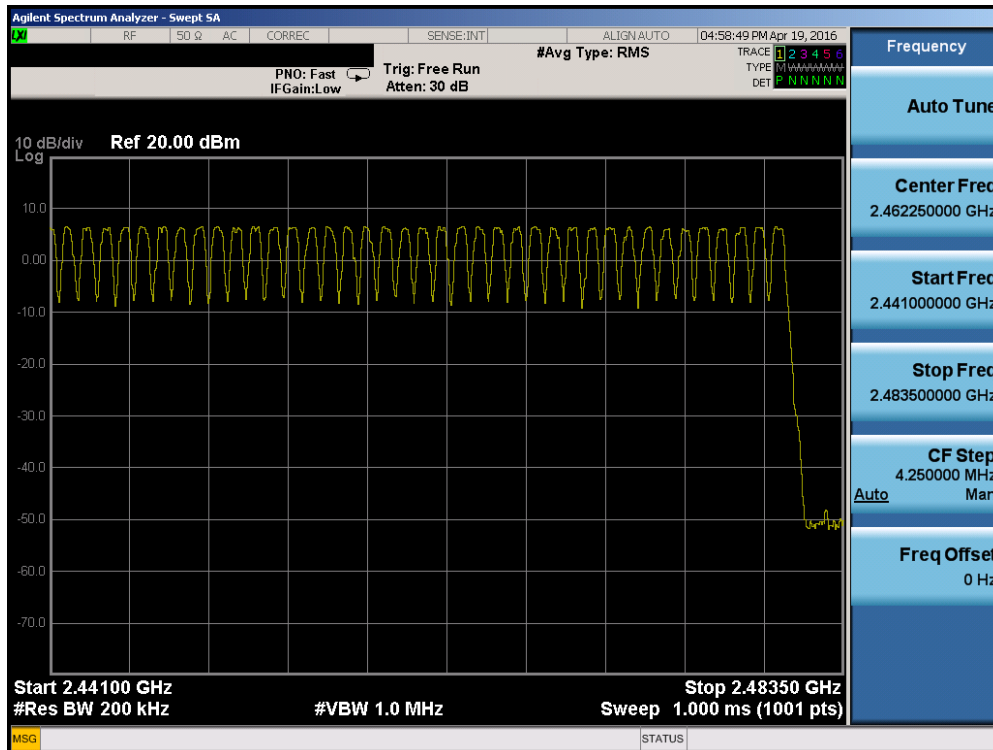 Agilent Spectrum Analyzer - Swept SA
LXI RF 50 Ω AC CORREC SENSE:INT ALIGNAUTO 04:58:49 PM Apr 19, 2016
Frequency
#Avg Type: RMS
TRACE 1 2 3 4 5 6
PNO: Fast
Trig: Free Run
TYPE M W W W W W
IFGain:Low
Atten: 30 dB
DET P N N N N N
Auto Tune
10 dB/div Ref 20.00 dBm
Log
Center Freq
2.462250000 GHz
10.0
0.00
-10.0
-20.0
-30.0
-40.0
-50.0
-60.0
-70.0
Start Freq
2.441000000 GHz
Stop Freq
2.483500000 GHz
CF Step
4.250000 MHz
Auto Man
Freq Offset
0 Hz
Start 2.44100 GHz Stop 2.48350 GHz
#Res BW 200 kHz #VBW 1.0 MHz Sweep 1.000 ms (1001 pts)
MSG STATUS